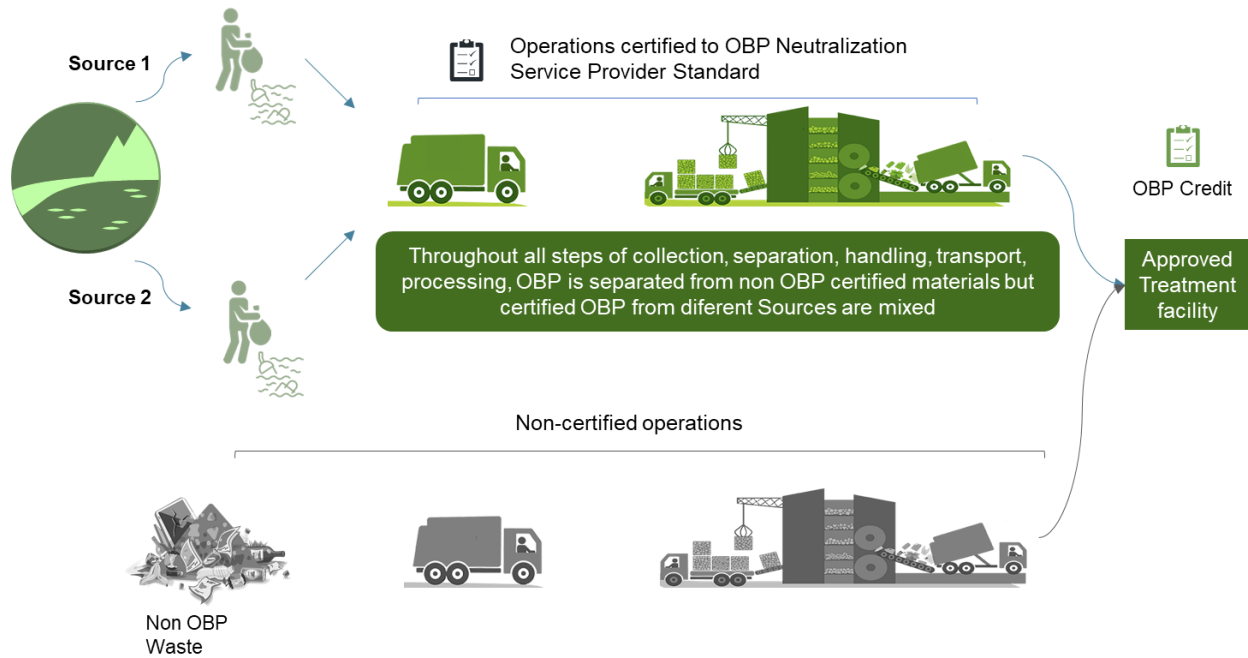 Source 1
Operations certified to OBP Neutralization
Service Provider Standard
OBP Credit
Throughout all steps of collection, separation, handling, transport,
processing, OBP is separated from non OBP certified materials but
certified OBP from diferent Sources are mixed
Approved
Treatment
facility
Source 2
Non-certified operations
Non OBP
Waste